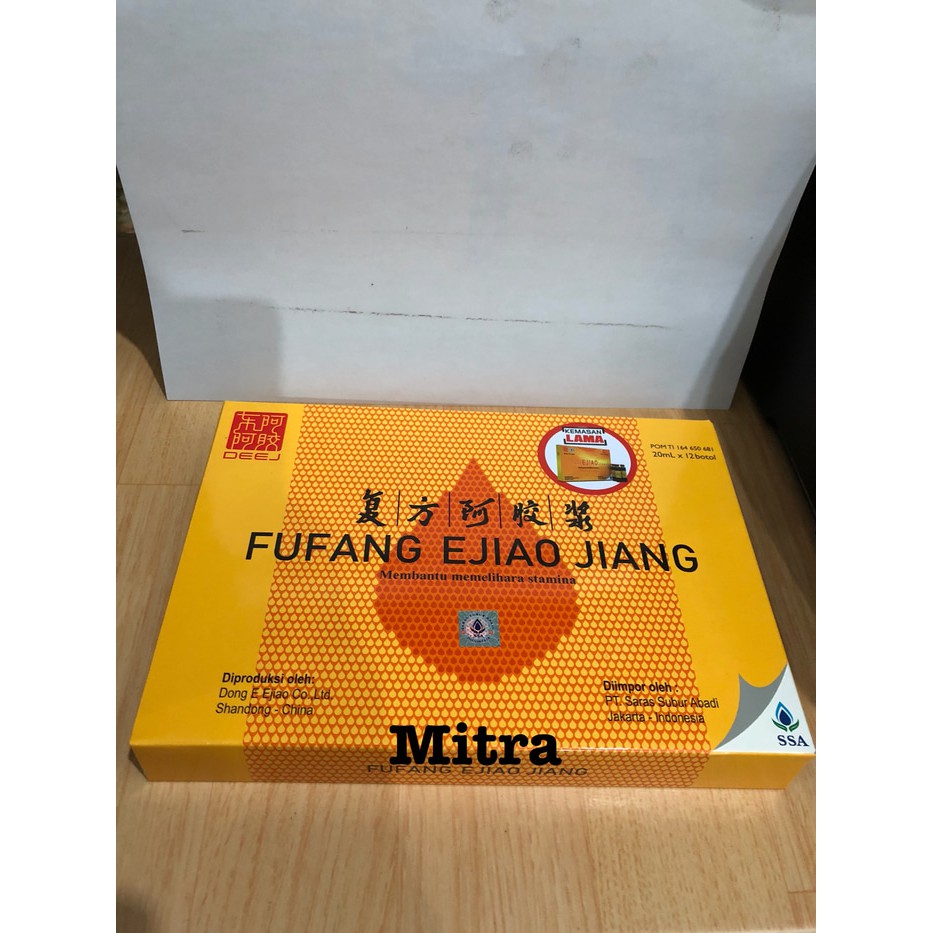 东阿
阿胶
DEEJ
KEMASAN
LAMA
EJIAO
POM TI 164 650 681
20mL x 12 botol
复方阿胶浆
FUFANG EJIAO JIANG
Membantu memelihara stamina
Diproduksi oleh:
Dong E Ejiao Co.,Ltd.
Shandong - China
Diimpor oleh :
PT. Saras Subur Abadi
Jakarta - Indonesia
SSA
Mitra
FUFANG EJIAO JIANG